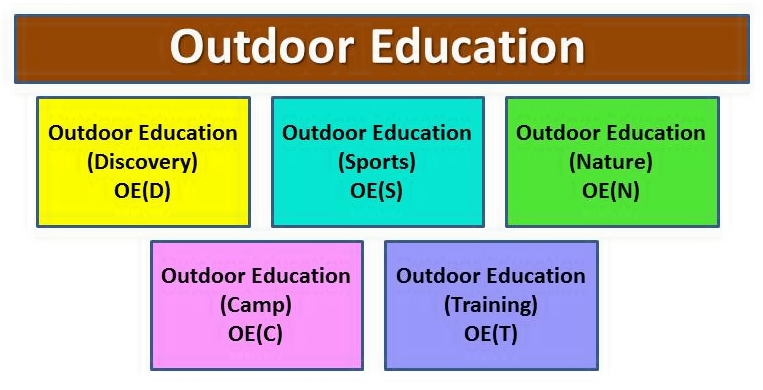 Outdoor Education
Outdoor Education
(Discovery)
OE(D)
Outdoor Education
(Sports)
OE(S)
Outdoor Education
(Nature)
OE(N)
Outdoor Education
(Camp)
OE(C)
Outdoor Education
(Training)
OE(T)